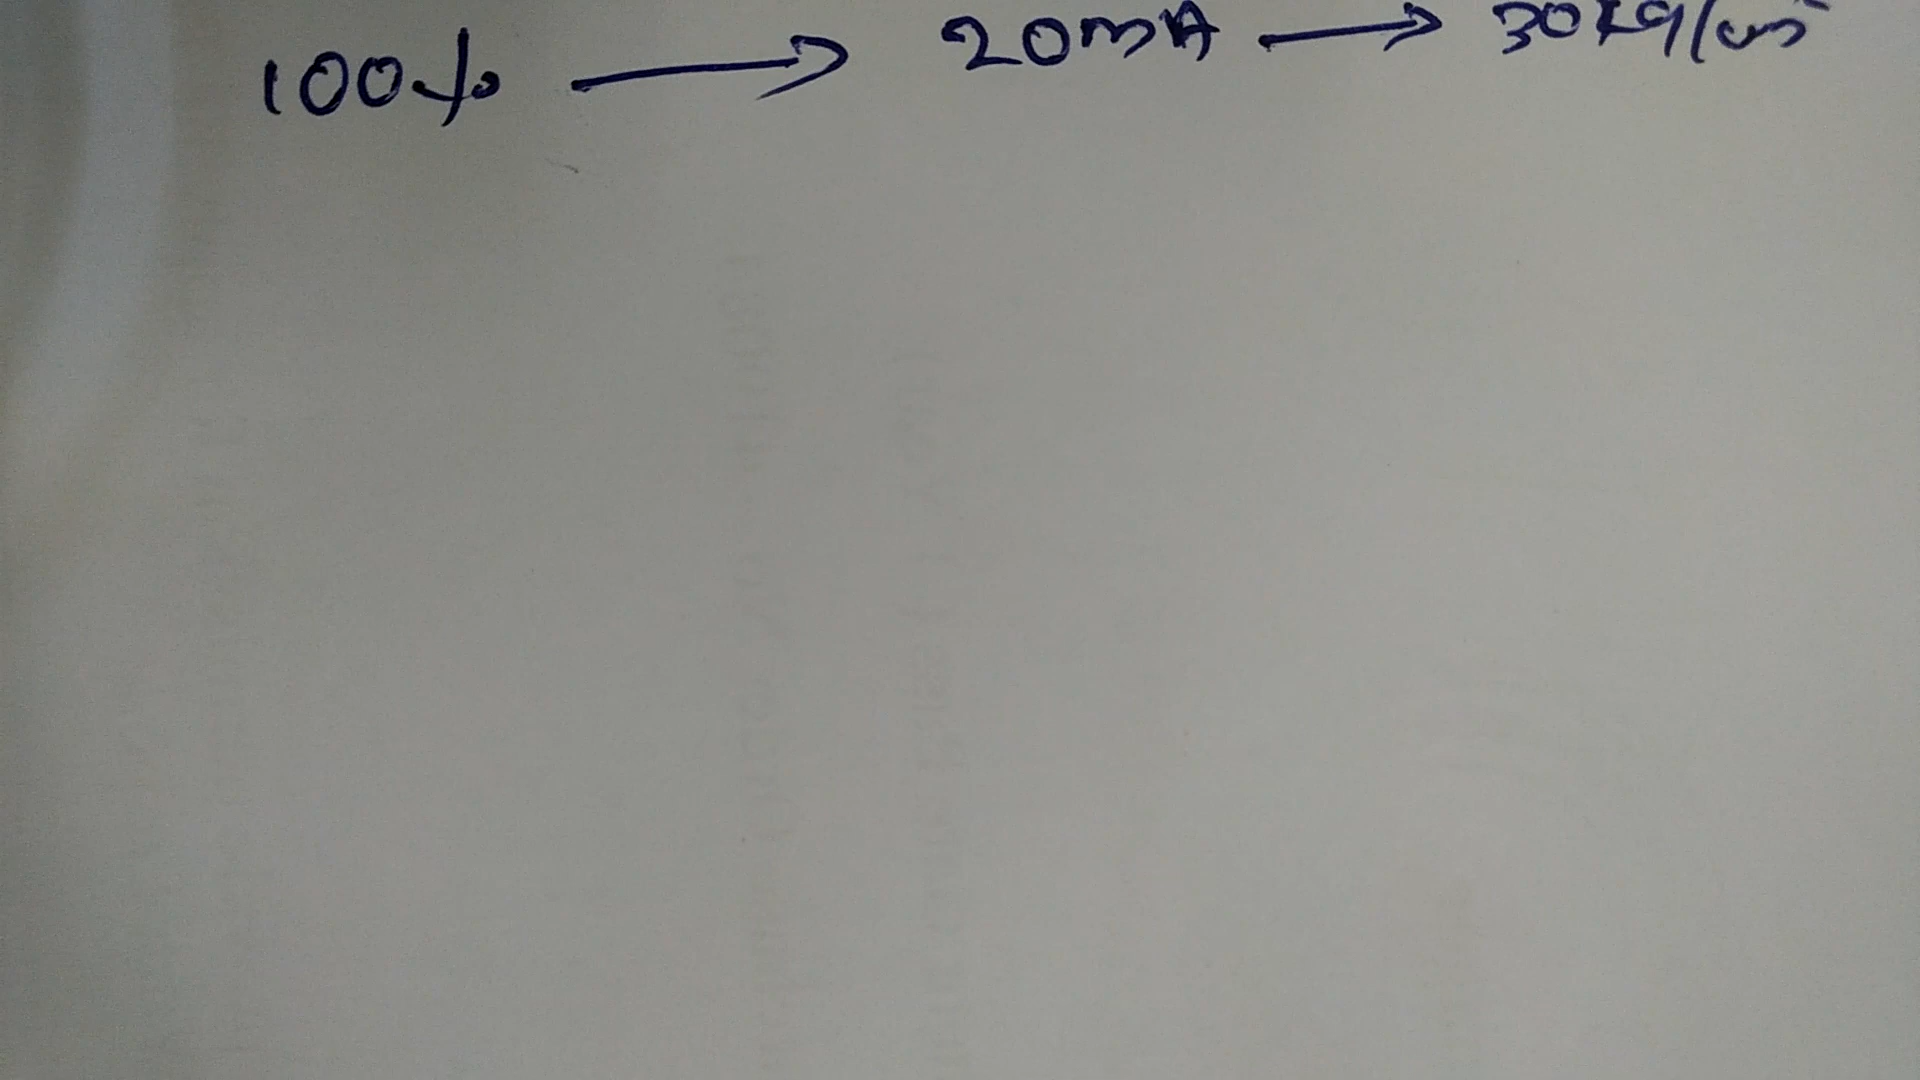 100% → 20mA → 30kg/cm²